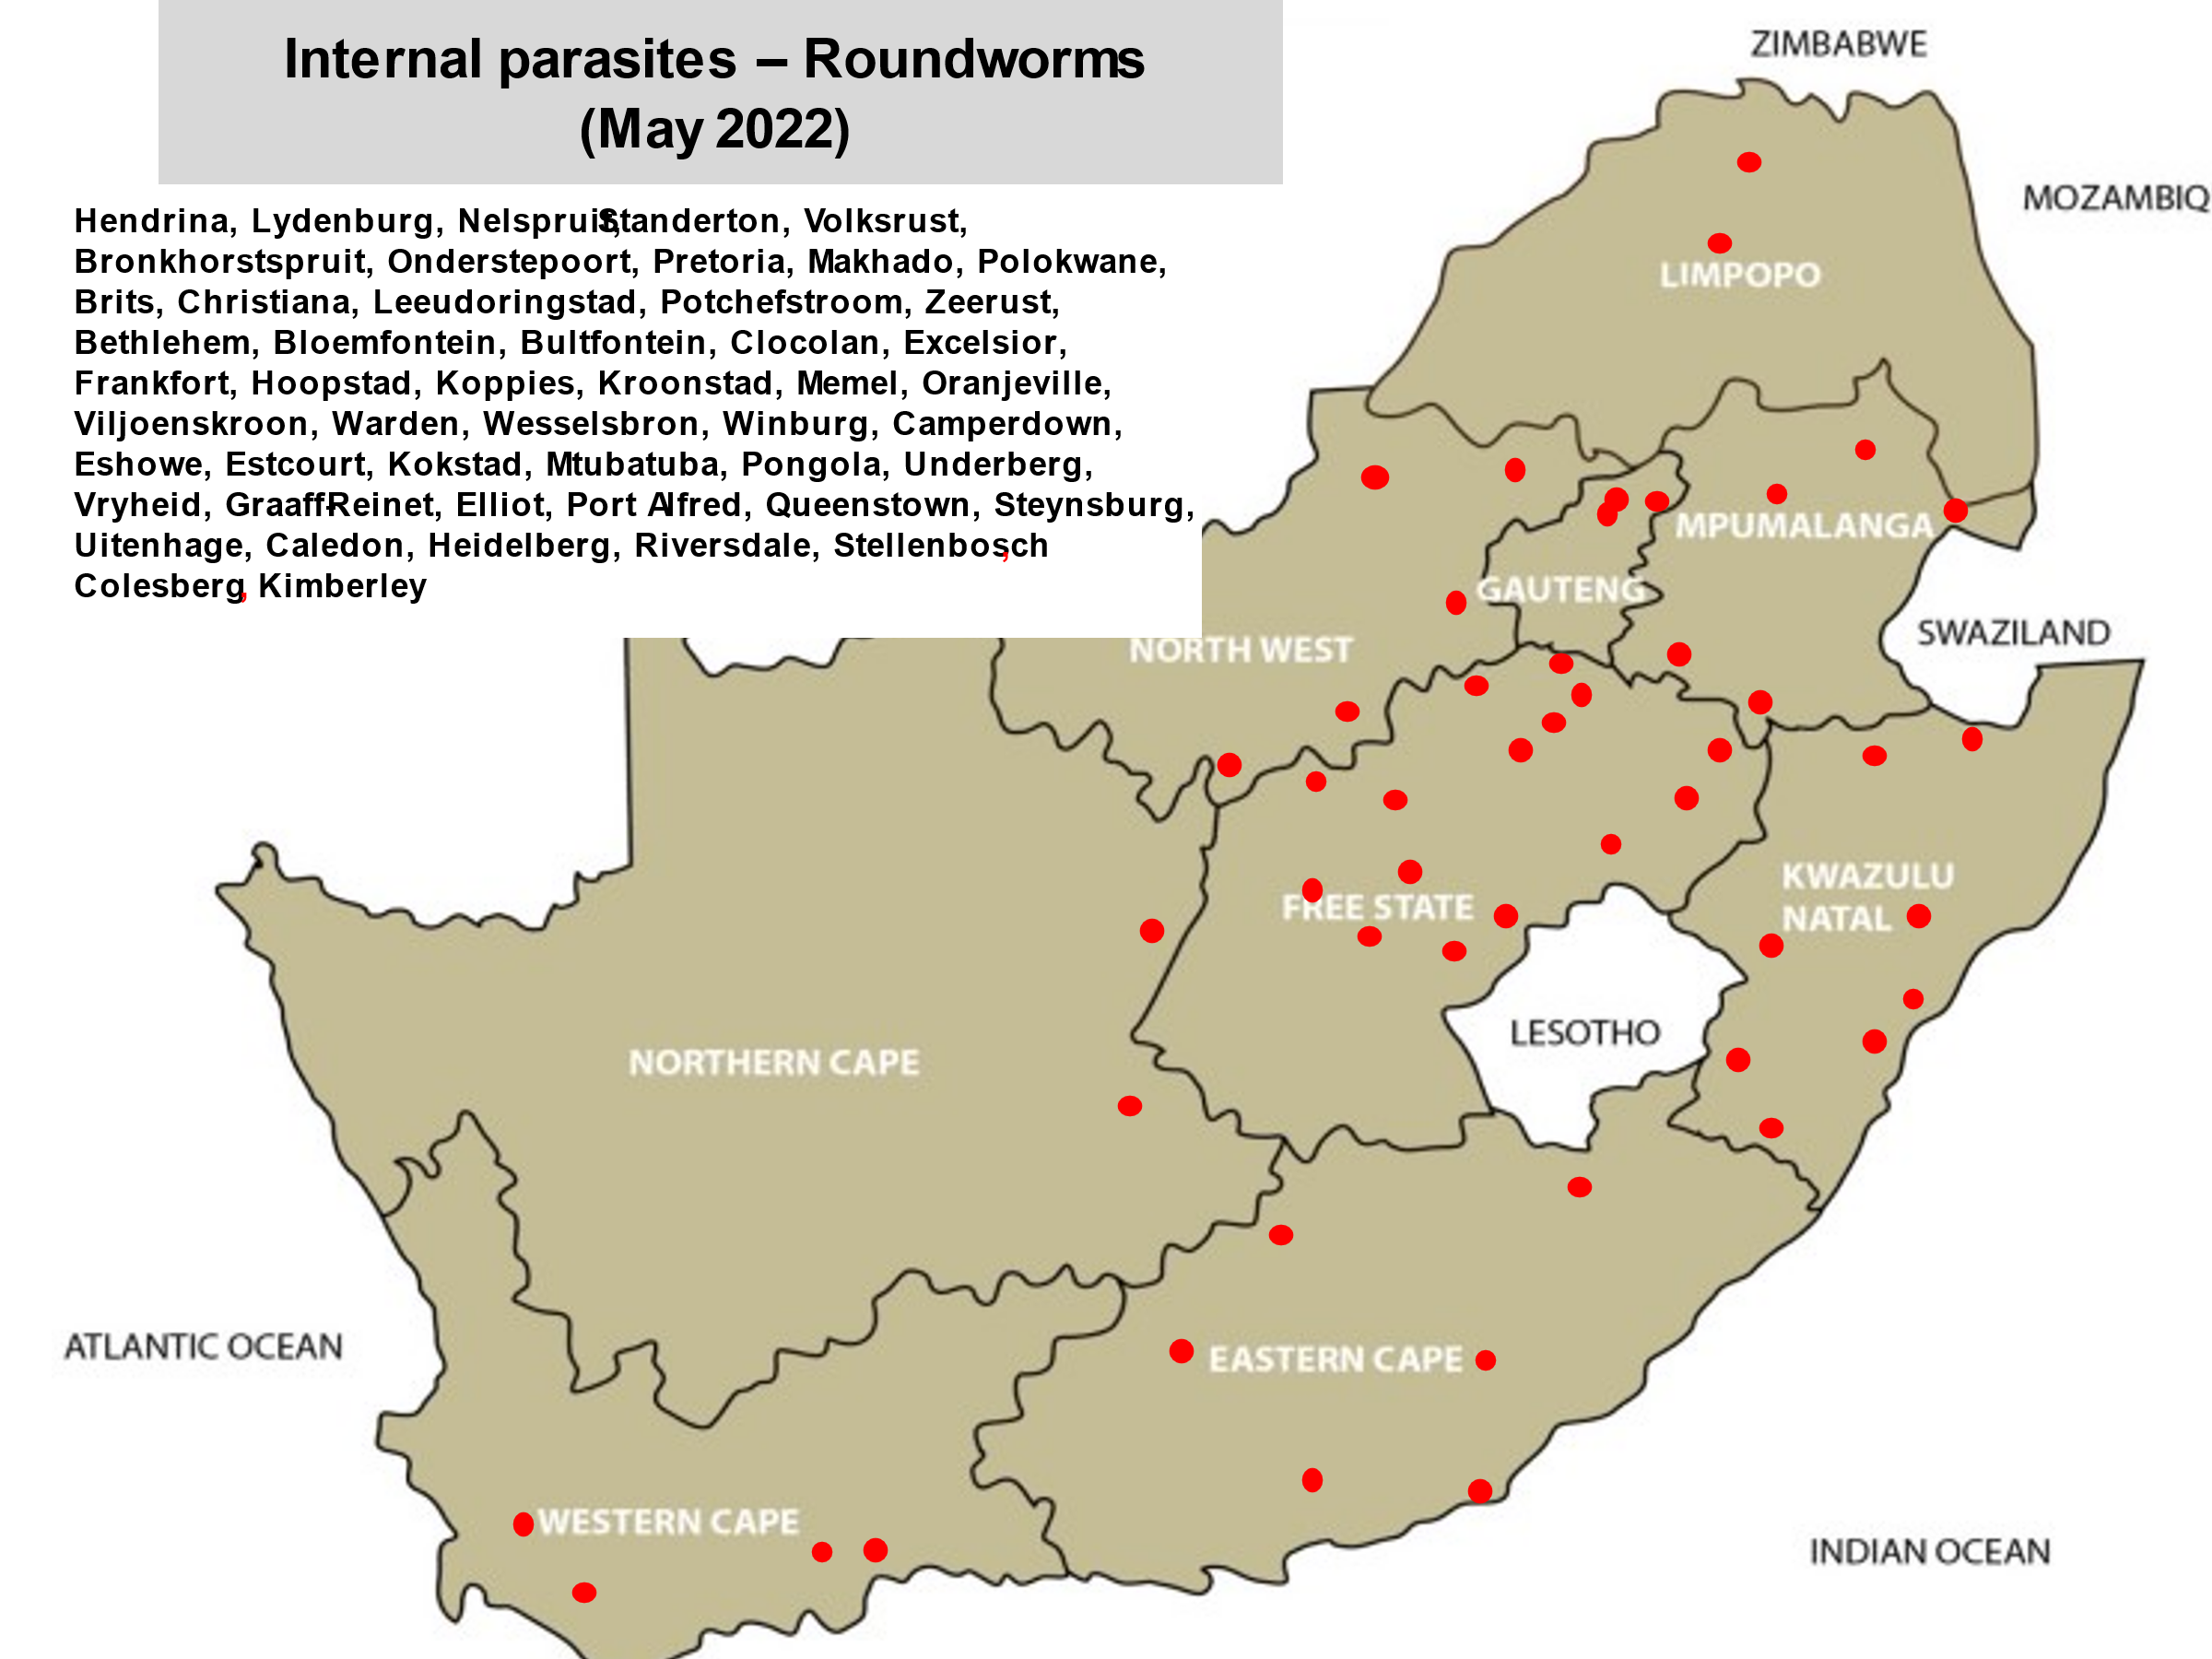 Internal parasites – Roundworms
(May 2022)
Hendrina, Lydenburg, Nelspruit, Standerton, Volksrust,
Bronkhorstspruit, Onderstepoort, Pretoria, Makhado, Polokwane,
Brits, Christiana, Leeudoringstad, Potchefstroom, Zeerust,
Bethlehem, Bloemfontein, Bultfontein, Clocolan, Excelsior,
Frankfort, Hoopstad, Koppies, Kroonstad, Memel, Oranjeville,
Viljoenskroon, Warden, Wesselsbron, Winburg, Camperdown,
Eshowe, Estcourt, Kokstad, Mtubatuba, Pongola, Underberg,
Vryheid, Graaff-Reinet, Elliot, Port Alfred, Queenstown, Steynsburg,
Uitenhage, Caledon, Heidelberg, Riversdale, Stellenbosch,
Colesberg, Kimberley
ZIMBABWE
MOZAMBIQ
LIMPOPO
MPUMALANGA
GAUTENG
SWAZILAND
NORTH WEST
KWAZULU
NATAL
FREE STATE
LESOTHO
NORTHERN CAPE
ATLANTIC OCEAN
EASTERN CAPE
WESTERN CAPE
INDIAN OCEAN